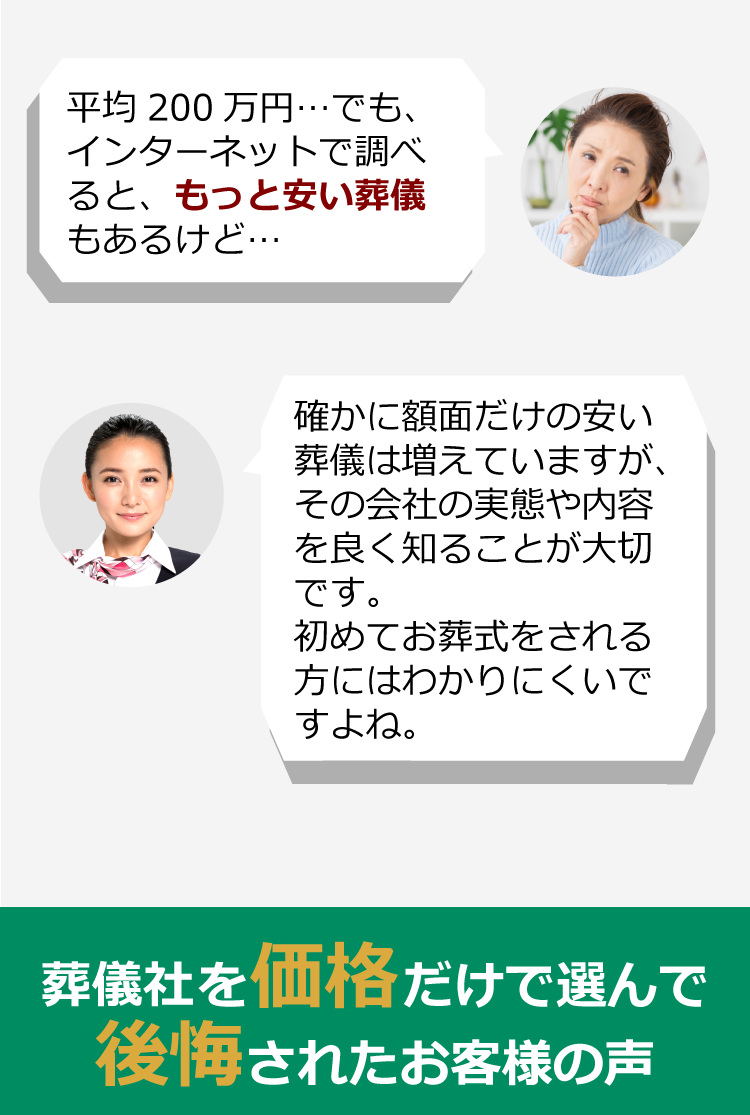 平均 200 万円…でも、
インターネットで調べ
ると、もっと安い葬儀
もあるけど…
確かに額面だけの安い
葬儀は増えていますが、
その会社の実態や内容
を良く知ることが大切
です。
初めてお葬式をされる
方にはわかりにくいで
すよね。
葬儀社を価格だけで選んで
後悔されたお客様の声